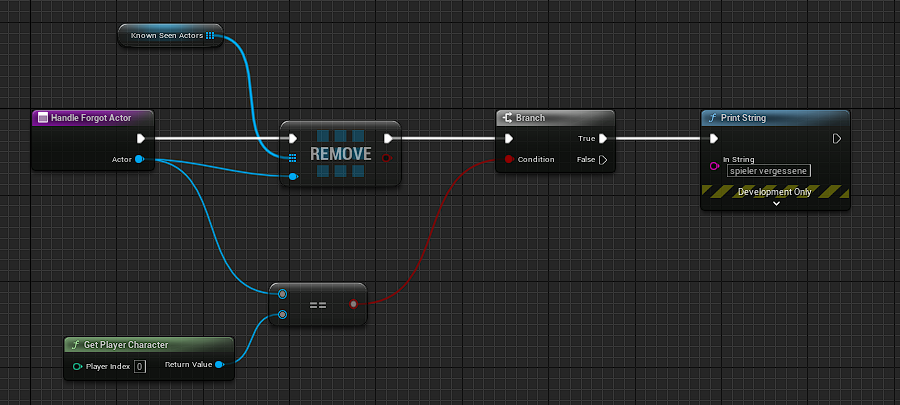 Known Seen Actors
Handle Forgot Actor
Actor
REMOVE
Branch
True
Condition
False
Print String
In String
spieler vergessene
Development Only
==
Get Player Character
Player Index 0
Return Value